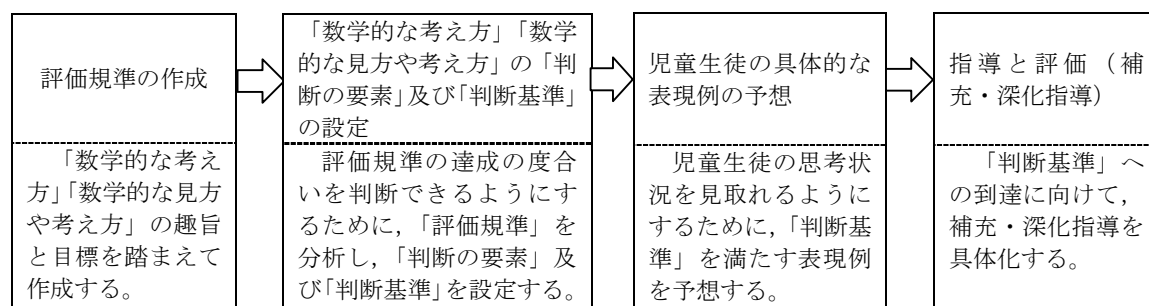 評価規準の作成
「数学的な考え
方」「数学的な見方
や考え方」の趣旨
と目標を踏まえて
作成する。
「数学的な考え方」「数学
的な見方や考え方」の「判
断の要素」及び「判断基準」
の設定
評価規準の達成の度合
いを判断できるようにす
るために，「評価規準」を
分析し，「判断の要素」及
び「判断基準」を設定する。
児童生徒の具体的な
表現例の予想
児童生徒の思考状
況を見取れるように
するために，「判断基
準」を満たす表現例
を予想する。
指導と評価（補
充・深化指導）
「判断基準」へ
の到達に向けて，
補充・深化指導を
具体化する。